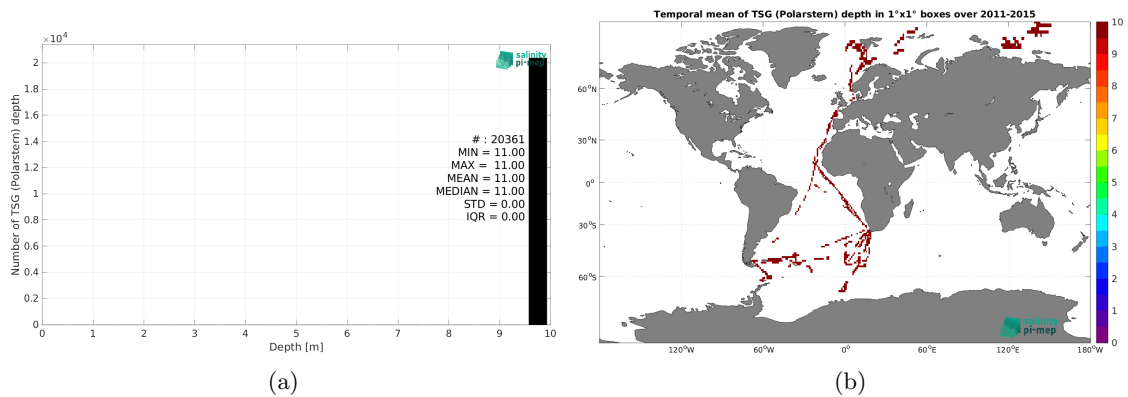 ×10⁴
2
1.8
1.6
1.4
1.2
1
0.8
0.6
0.4
0.2
0
Number of TSG (Polarstern) depth
salinity
pi-mep
# : 20361
MIN = 11.00
MAX = 11.00
MEAN = 11.00
MEDIAN = 11.00
STD = 0.00
IQR = 0.00
0 1 2 3 4 5 6 7 8 9 10
Depth [m]
(a)
Temporal mean of TSG (Polarstern) depth in 1°x1° boxes over 2011-2015
60°N
30°N
0°
30°S
60°S
120°W 60°W 0° 60°E 120°E 180°W
salinity
pi-mep
10
9
8
7
6
5
4
3
2
1
0
(b)